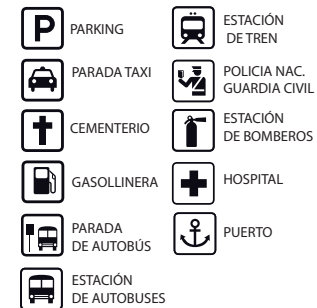 P PARKING
PARADA TAXI
CEMENTERIO
GASOLLINERA
PARADA
DE AUTOBÚS
ESTACIÓN
DE AUTOBUSES
ESTACIÓN
DE TREN
POLICIA NAC.
GUARDIA CIVIL
ESTACIÓN
DE BOMBEROS
HOSPITAL
PUERTO